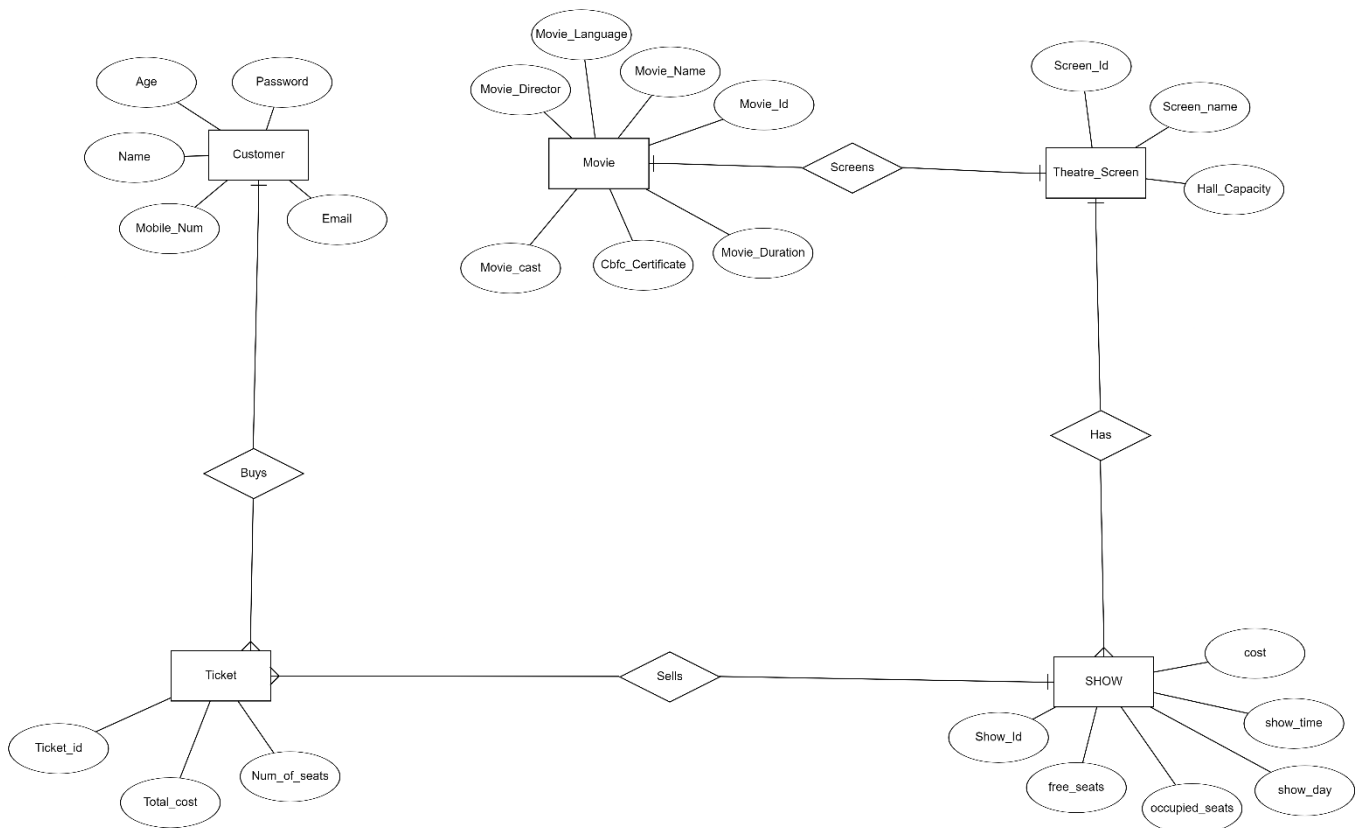 Movie_Language
Age
Password
Movie_Director
Movie_Name
Movie_Id
Screen_Id
Screen_name
Name
Customer
Movie
Screens
Theatre_Screen
Hall_Capacity
Mobile_Num
Email
Movie_cast
Cbfc_Certificate
Movie_Duration
Buys
Has
Ticket
Sells
SHOW
cost
Ticket_id
Total_cost
Num_of_seats
Show_Id
free_seats
occupied_seats
show_day
show_time